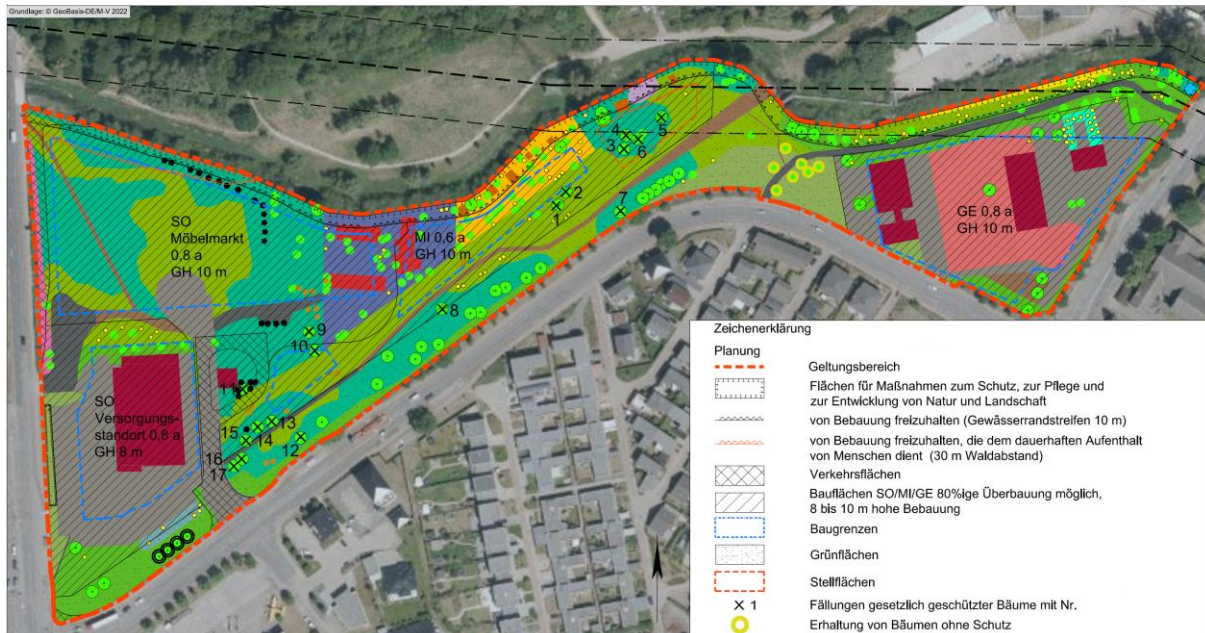 Grundlage: © GeoBasis-DE/M-V 2022
4
5
3
6
2
1
7
SO
Möbelmarkt
0,8 a
GH 10 m
MI 0,6 a
GH 10 m
GE 0,8 a
GH 10 m
8
9
10
11
SO
Versorgungs-
standort 0,8 a
GH 8 m
13
15
14
12
16
17
Zeichenerklärung
Planung
Geltungsbereich
Flächen für Maßnahmen zum Schutz, zur Pflege und
zur Entwicklung von Natur und Landschaft
von Bebauung freizuhalten (Gewässerrandstreifen 10 m)
von Bebauung freizuhalten, die dem dauerhaften Aufenthalt
von Menschen dient (30 m Waldabstand)
Verkehrsflächen
Bauflächen SO/MI/GE 80%ige Überbauung möglich,
8 bis 10 m hohe Bebauung
Baugrenzen
Grünflächen
Stellflächen
1 Fällungen gesetzlich geschützter Bäume mit Nr.
Erhaltung von Bäumen ohne Schutz